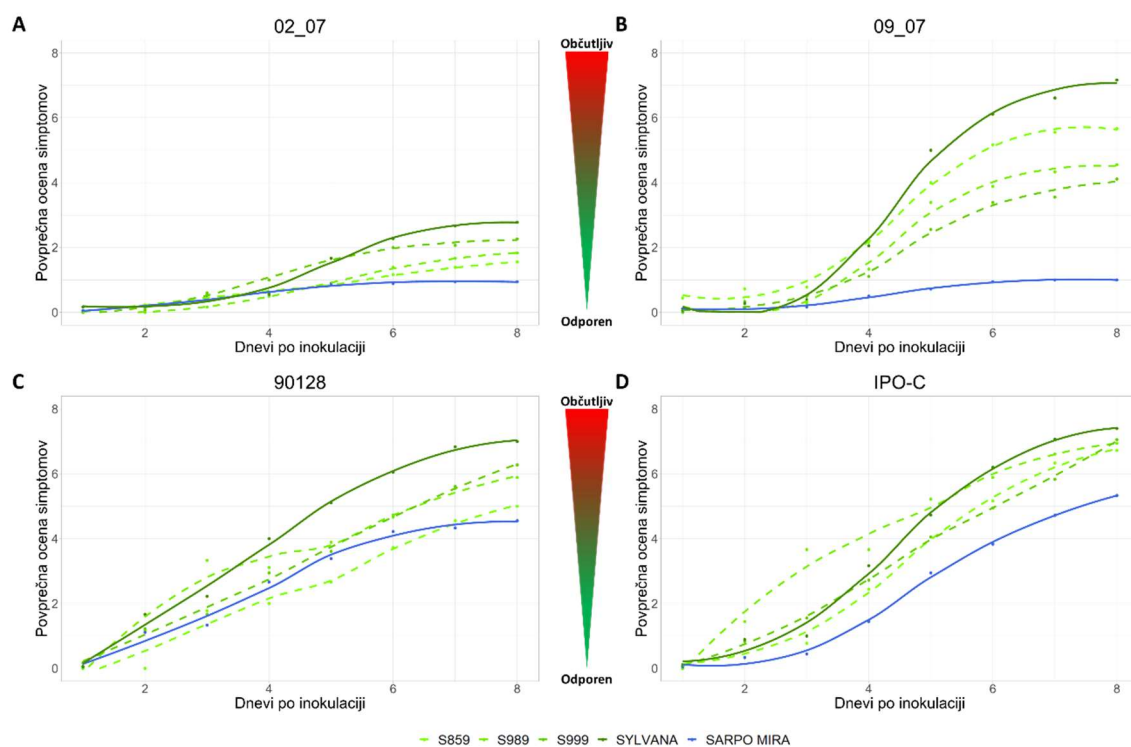 A
02_07
Občutljiv
B
09_07
Povprečna ocena simptomov
8
6
4
2
0
2
4
6
8
Dnevi po inokulaciji
Odporen
Povprečna ocena simptomov
8
6
4
2
0
2
4
6
8
Dnevi po inokulaciji
C
90128
Občutljiv
D
IPO-C
Povprečna ocena simptomov
8
6
4
2
0
2
4
6
8
Dnevi po inokulaciji
Odporen
Povprečna ocena simptomov
8
6
4
2
0
2
4
6
8
Dnevi po inokulaciji
S859 S989 S999 SYLVANA SARPO MIRA